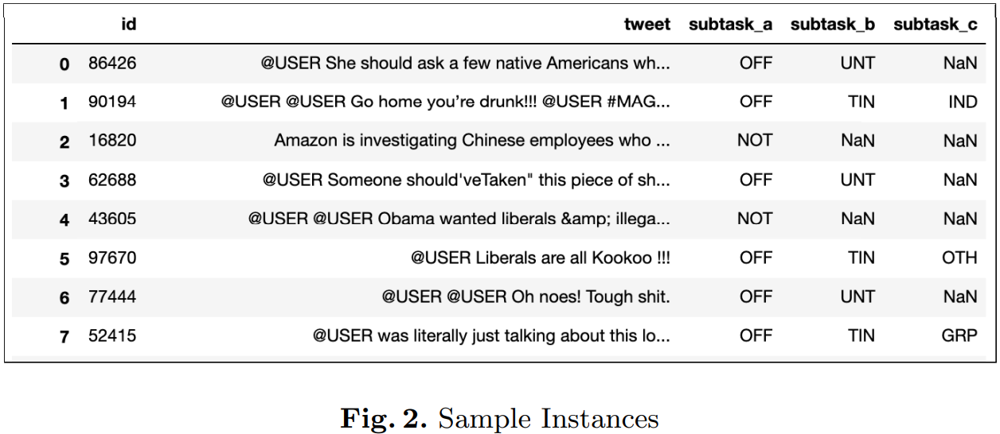 id tweet subtask_a subtask_b subtask_c
0 86426 @USER She should ask a few native Americans wh... OFF UNT NaN
1 90194 @USER @USER Go home you’re drunk!!! @USER #MAG... OFF TIN IND
2 16820 Amazon is investigating Chinese employees who ... NOT NaN NaN
3 62688 @USER Someone should'veTaken" this piece of sh... OFF UNT NaN
4 43605 @USER @USER Obama wanted liberals &amp; illega... NOT NaN NaN
5 97670 @USER Liberals are all Kookoo !!! OFF TIN OTH
6 77444 @USER @USER Oh noes! Tough shit. OFF UNT NaN
7 52415 @USER was literally just talking about this lo... OFF TIN GRP
Fig. 2. Sample Instances